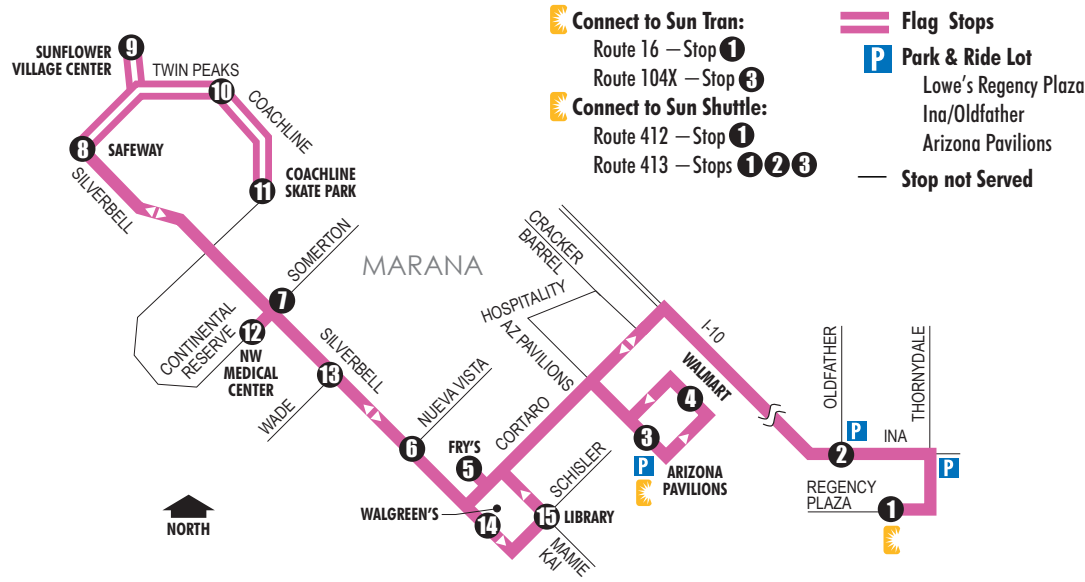 Connect to Sun Tran:
Route 16 — Stop 1
Route 104X — Stop 3
Connect to Sun Shuttle:
Route 412 — Stop 1
Route 413 — Stops 1 2 3
Flag Stops
P Park & Ride Lot
Lowe's Regency Plaza
Ina/Oldfather
Arizona Pavilions
Stop not Served
9
SUNFLOWER
VILLAGE CENTER
TWIN PEAKS
10
COACHLINE
8
SAFEWAY
COACHLINE
SKATE PARK
11
SILVERBELL
MARANA
SOMERTON
7
CONTINENTAL
RESERVE
12
NW
MEDICAL
CENTER
13
SILVERBELL
WADE
NUEVA VISTA
6
CRACKER
BARREL
HOSPITALITY
AZ PAVILIONS
I-10
WALMART
4
3
P
ARIZONA
PAVILIONS
CORTARO
FRY'S
5
SCHISLER
WALGREEN'S
14
15
LIBRARY
MAMIE
KAI
OLDFATHER
THORNYDALE
P
INA
2
P
REGENCY
PLAZA
1
NORTH